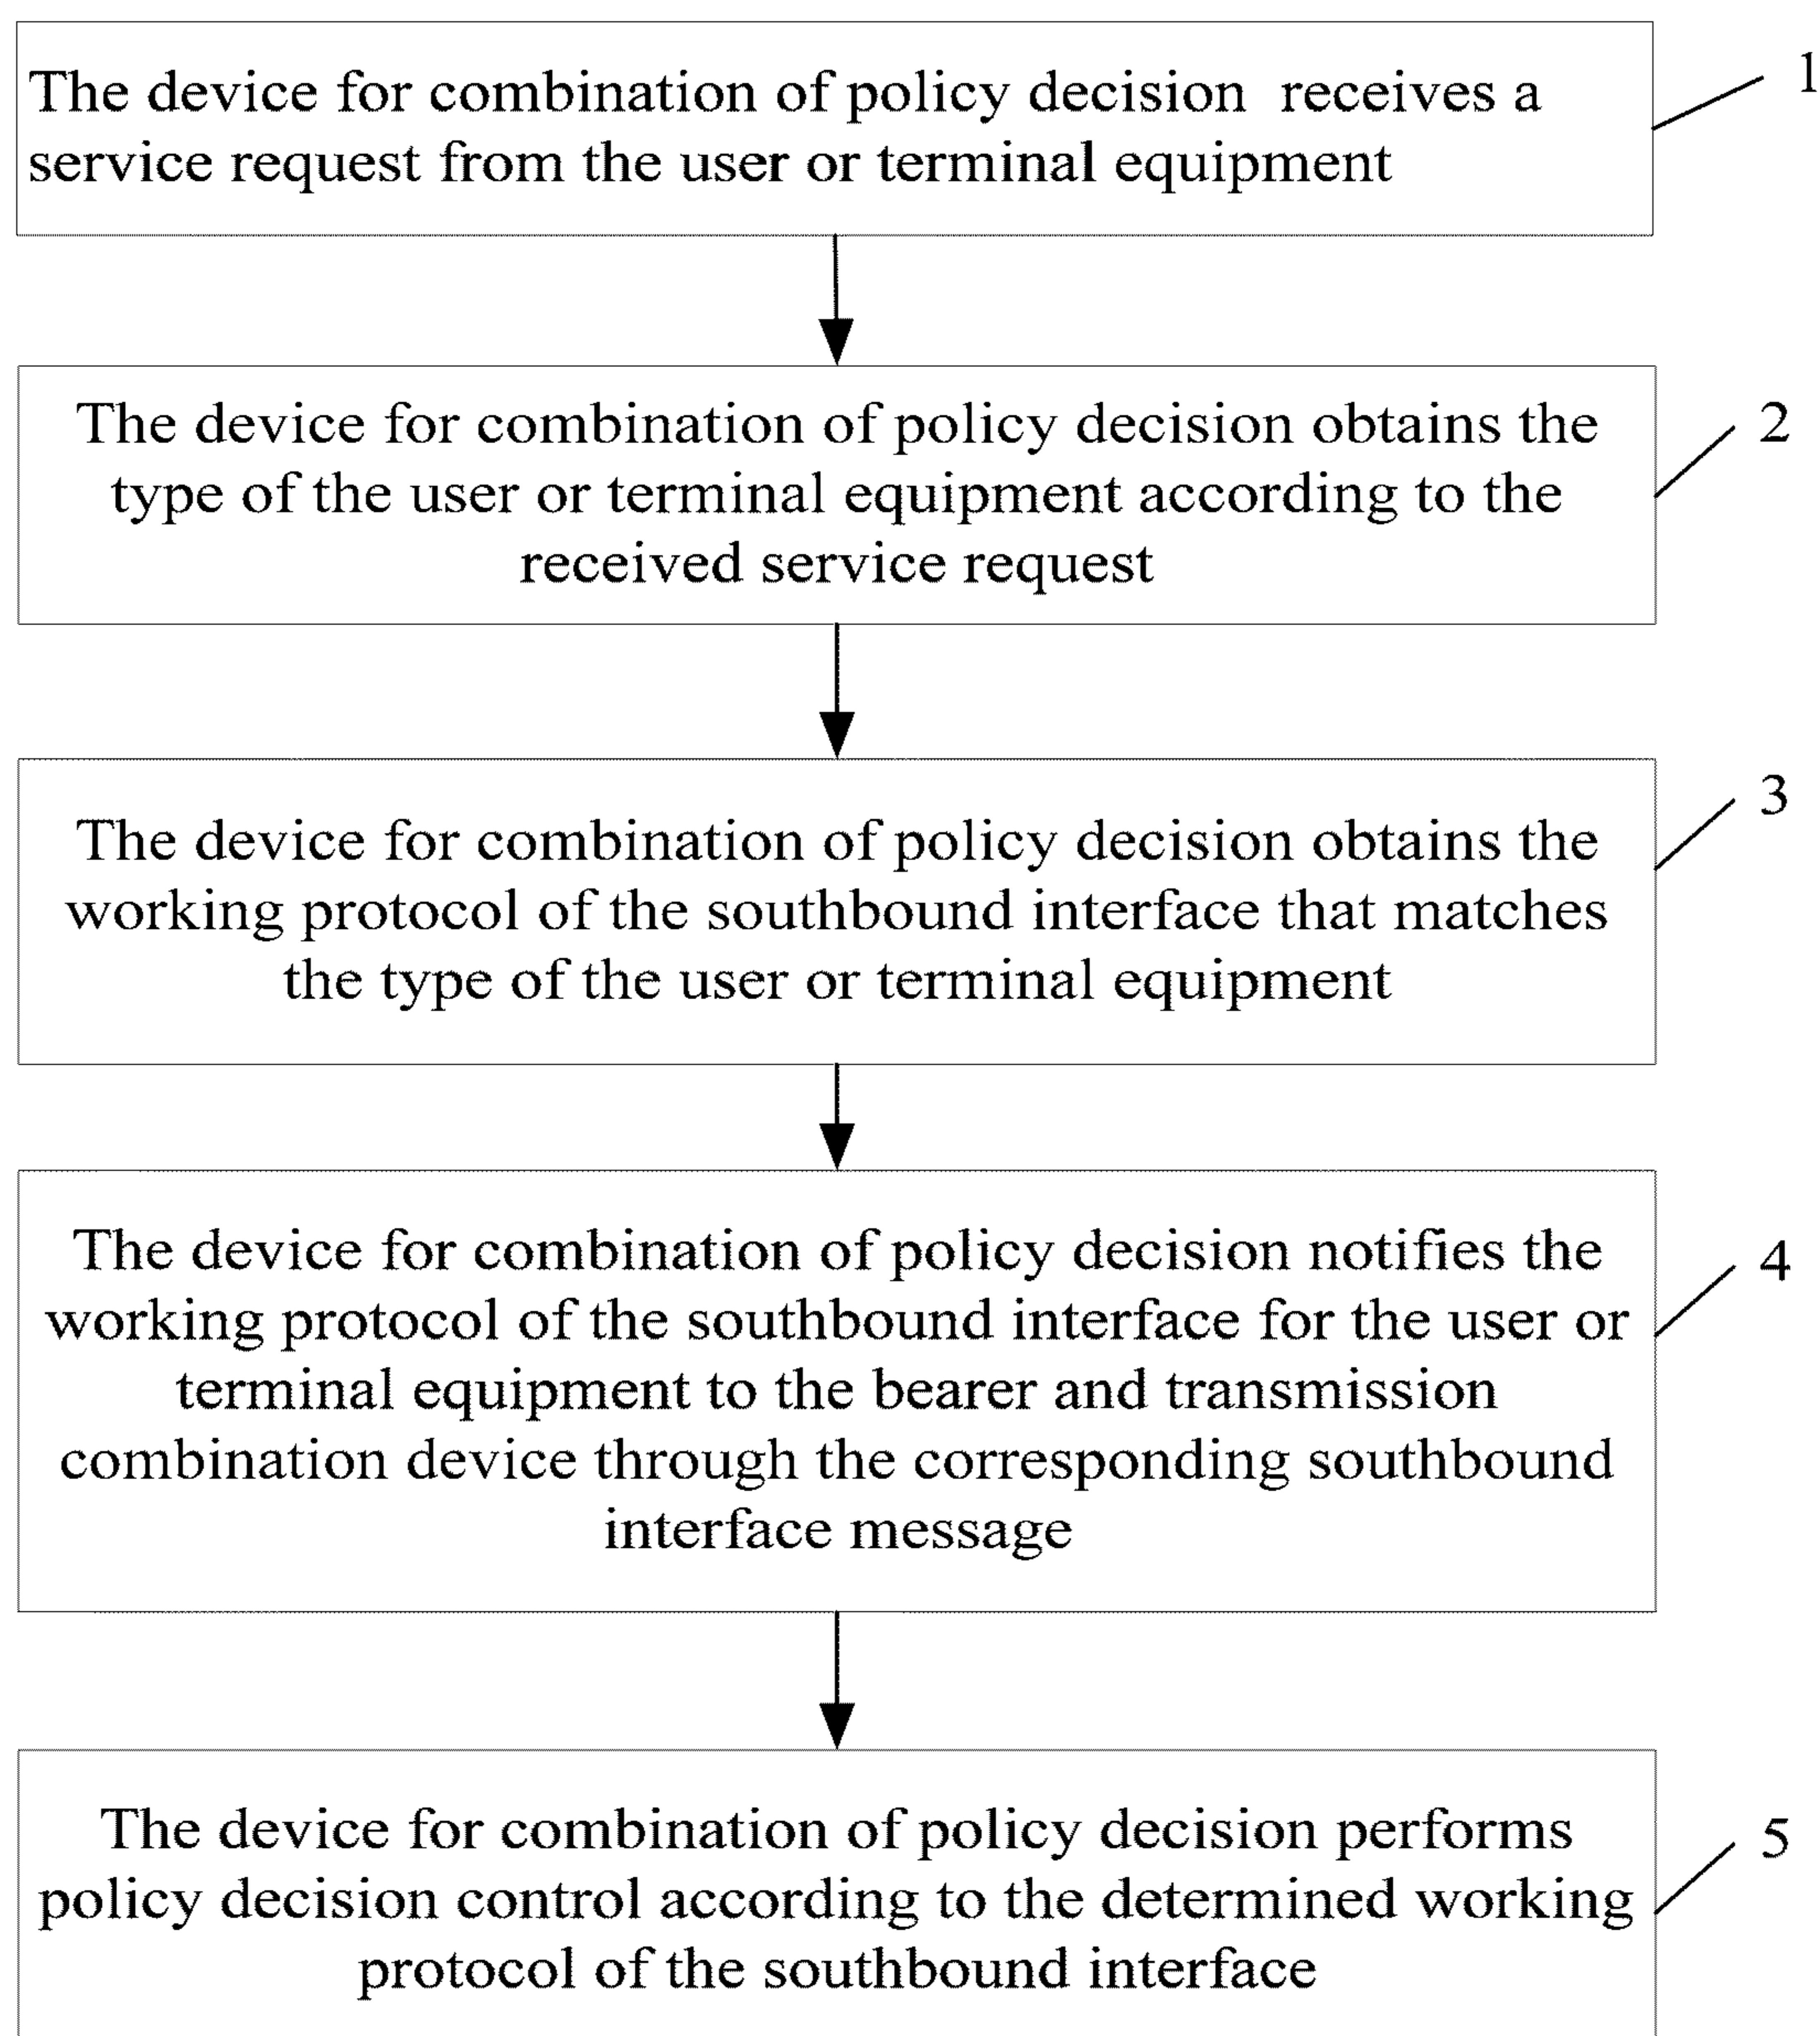 The device for combination of policy decision receives a
service request from the user or terminal equipment
1
The device for combination of policy decision obtains the
type of the user or terminal equipment according to the
received service request
2
The device for combination of policy decision obtains the
working protocol of the southbound interface that matches
the type of the user or terminal equipment
3
The device for combination of policy decision notifies the
working protocol of the southbound interface for the user or
terminal equipment to the bearer and transmission
combination device through the corresponding southbound
interface message
4
The device for combination of policy decision performs
policy decision control according to the determined working
protocol of the southbound interface
5